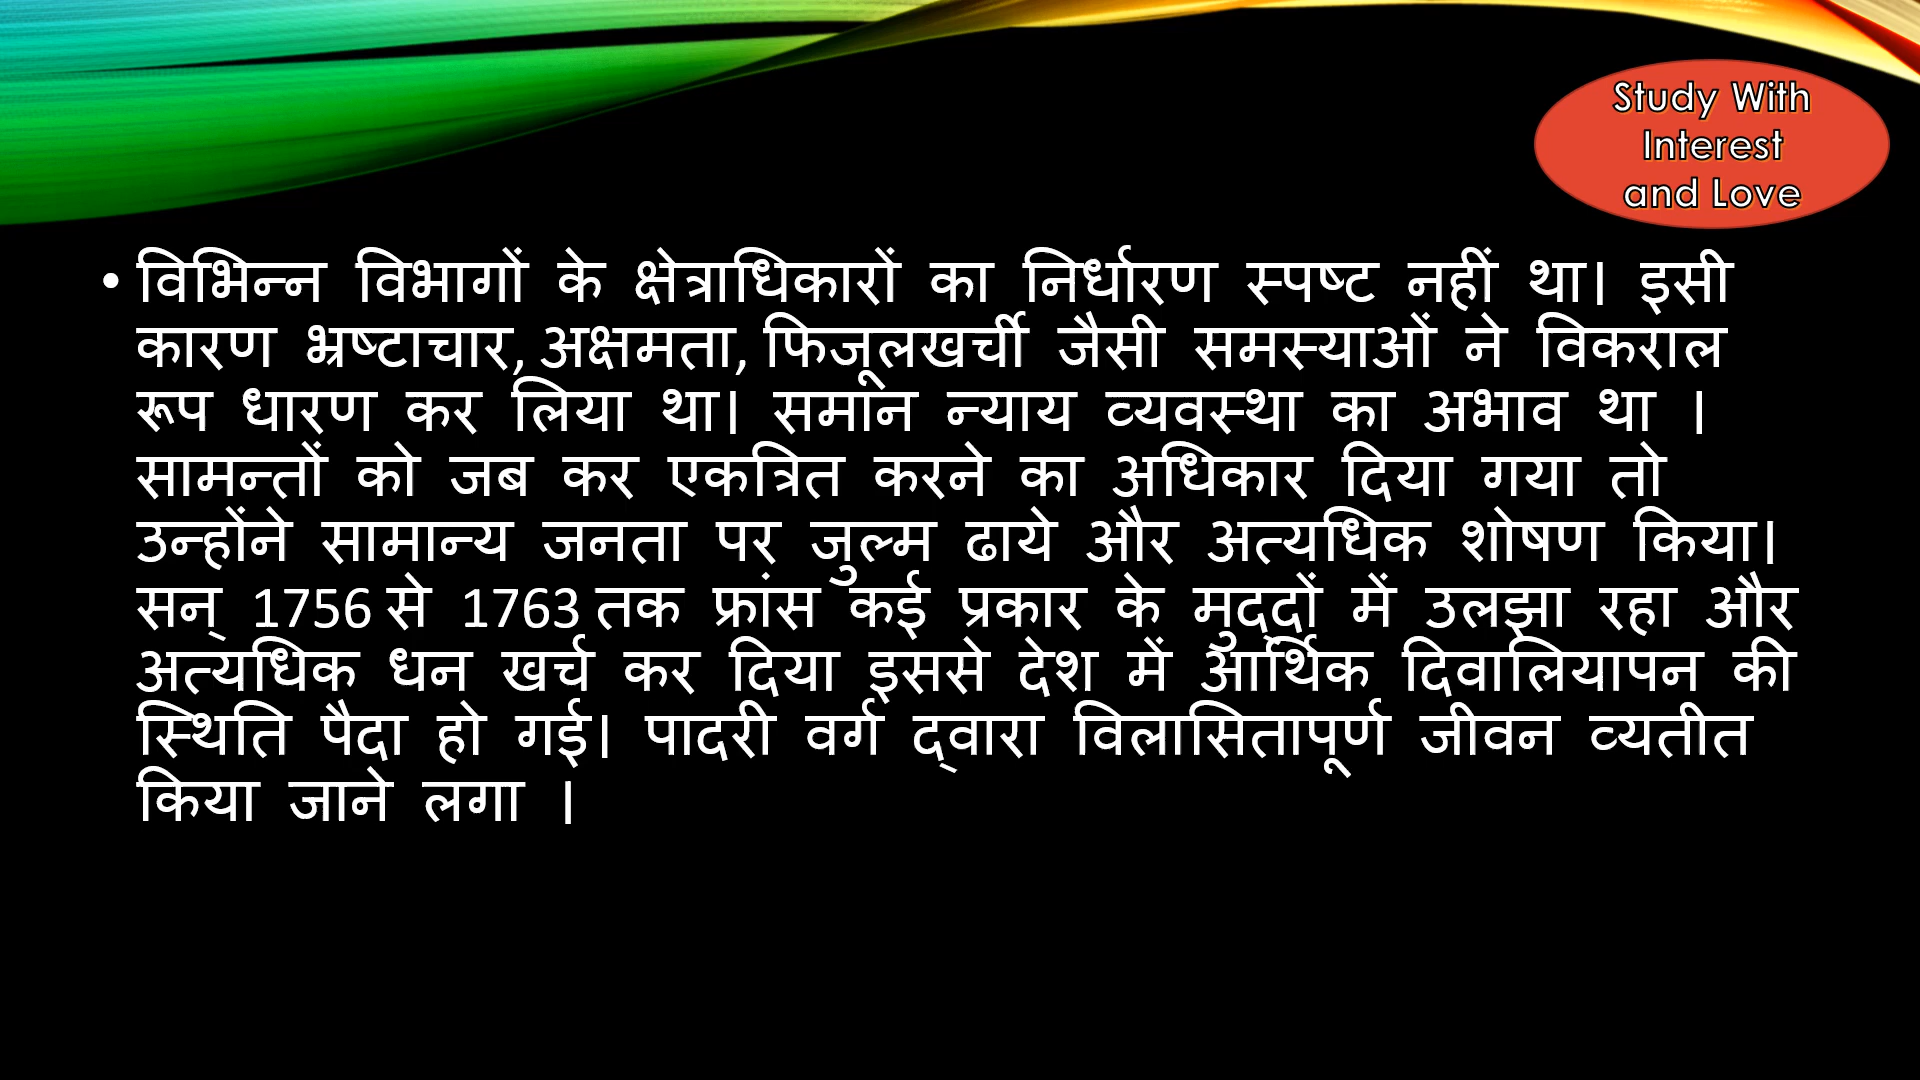 Study With
Interest
and Love
• विभिन्न विभागों के क्षेत्राधिकारों का निर्धारण स्पष्ट नहीं था। इसी
कारण भ्रष्टाचार, अक्षमता, फिजूलखर्ची जैसी समस्याओं ने विकराल
रूप धारण कर लिया था। समान न्याय व्यवस्था का अभाव था ।
सामन्तों को जब कर एकत्रित करने का अधिकार दिया गया तो
उन्होंने सामान्य जनता पर जुल्म ढाये और अत्यधिक शोषण किया।
सन् 1756 से 1763 तक फ्रांस कई प्रकार के मुद्दों में उलझा रहा और
अत्यधिक धन खर्च कर दिया इससे देश में आर्थिक दिवालियापन की
स्थिति पैदा हो गई। पादरी वर्ग द्वारा विलासितापूर्ण जीवन व्यतीत
किया जाने लगा ।